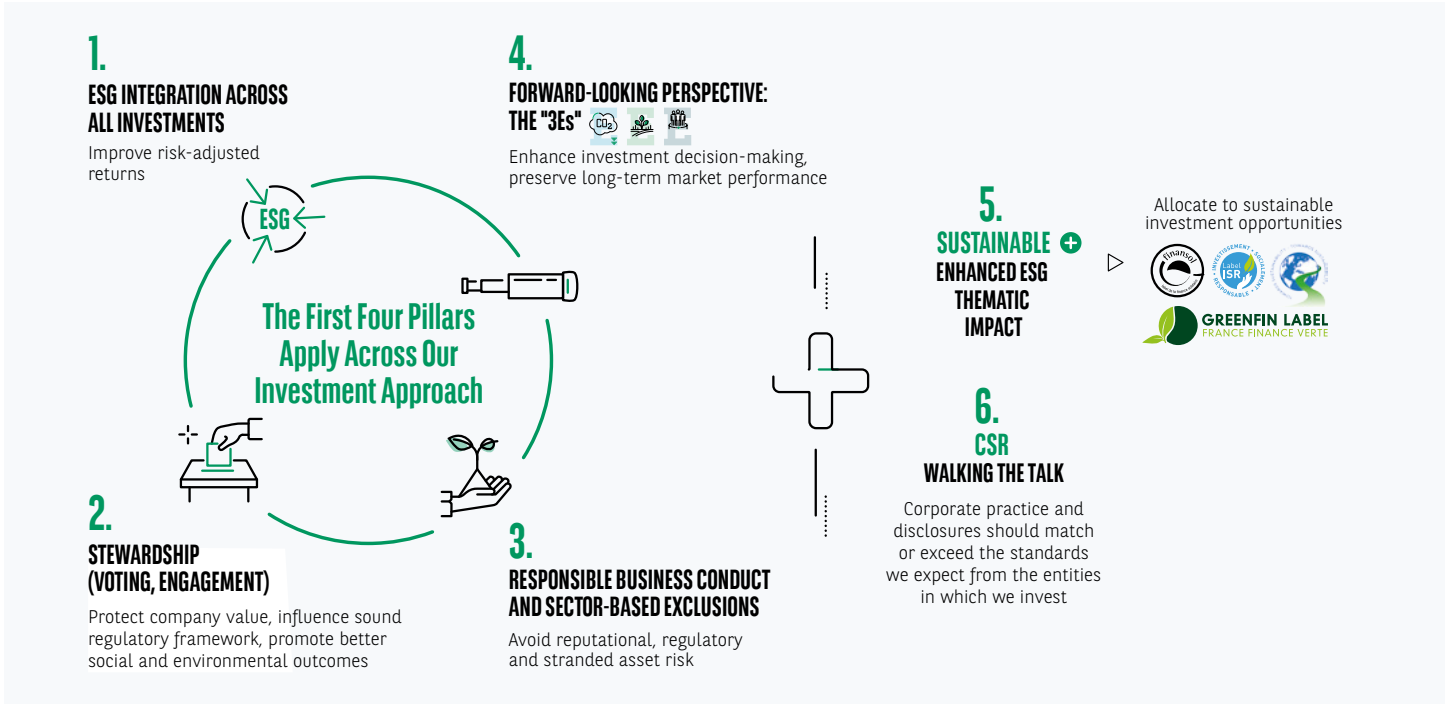 1.
ESG INTEGRATION ACROSS
ALL INVESTMENTS
Improve risk-adjusted
returns
ESG
4.
FORWARD-LOOKING PERSPECTIVE:
THE "3Es"
CO2
Enhance investment decision-making,
preserve long-term market performance
The First Four Pillars
Apply Across Our
Investment Approach
2.
STEWARDSHIP
(VOTING, ENGAGEMENT)
Protect company value, influence sound
regulatory framework, promote better
social and environmental outcomes
3.
RESPONSIBLE BUSINESS CONDUCT
AND SECTOR-BASED EXCLUSIONS
Avoid reputational, regulatory
and stranded asset risk
5.
SUSTAINABLE +
ENHANCED ESG
THEMATIC
IMPACT
Allocate to sustainable
investment opportunities
finansol
INVESTISSEMENT SOCIALEMENT
RESPONSABLE
Label
ISR
GREENFIN LABEL
FRANCE FINANCE VERTE
6.
CSR
WALKING THE TALK
Corporate practice and
disclosures should match
or exceed the standards
we expect from the entities
in which we invest